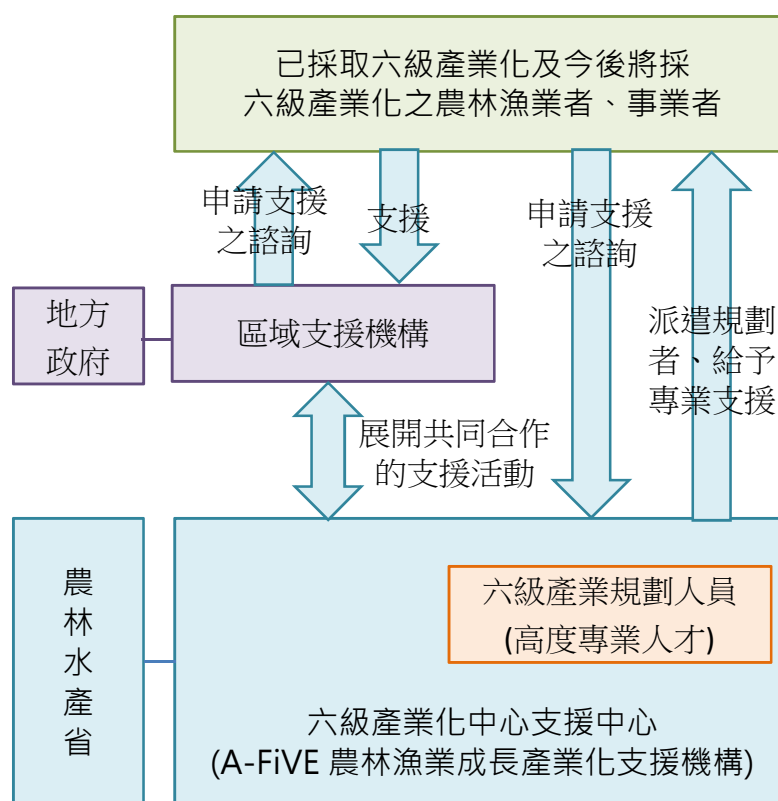 已採取六級產業化及今後將採
六級產業化之農林漁業者、事業者
申請支援
之諮詢
支援
申請支援
之諮詢
派遣規劃
者、給予
專業支援
地方
政府
區域支援機構
展開共同合作
的支援活動
農
林
水
產
省
六級產業規劃人員
(高度專業人才)
六級產業化中心支援中心
(A-FiVE 農林漁業成長產業化支援機構)